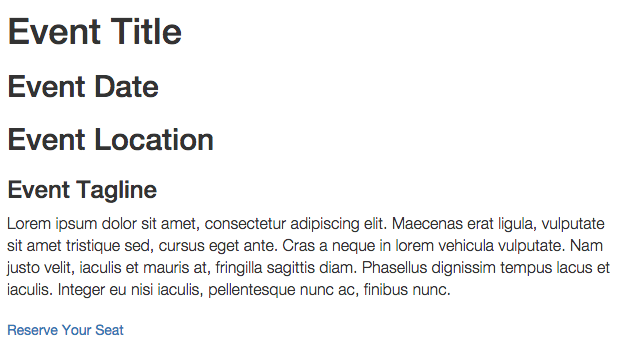 Event Title
Event Date
Event Location
Event Tagline
Lorem ipsum dolor sit amet, consectetur adipiscing elit. Maecenas erat ligula, vulputate
sit amet tristique sed, cursus eget ante. Cras a neque in lorem vehicula vulputate. Nam
justo velit, iaculis et mauris at, fringilla sagittis diam. Phasellus dignissim tempus lacus et
iaculis. Integer eu nisi iaculis, pellentesque nunc ac, finibus nunc.
Reserve Your Seat